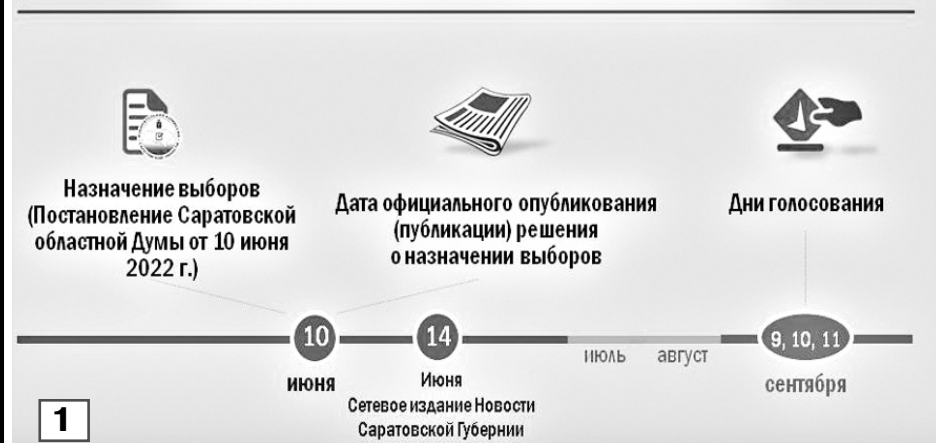 Назначение выборов
(Постановление Саратовской
областной Думы от 10 июня
2022 г.)
Дата официального опубликования
(публикации) решения
о назначении выборов
Дни голосования
10
июня
14
Июня
Сетевое издание Новости
Саратовской Губернии
июль
август
9, 10, 11
сентября
1